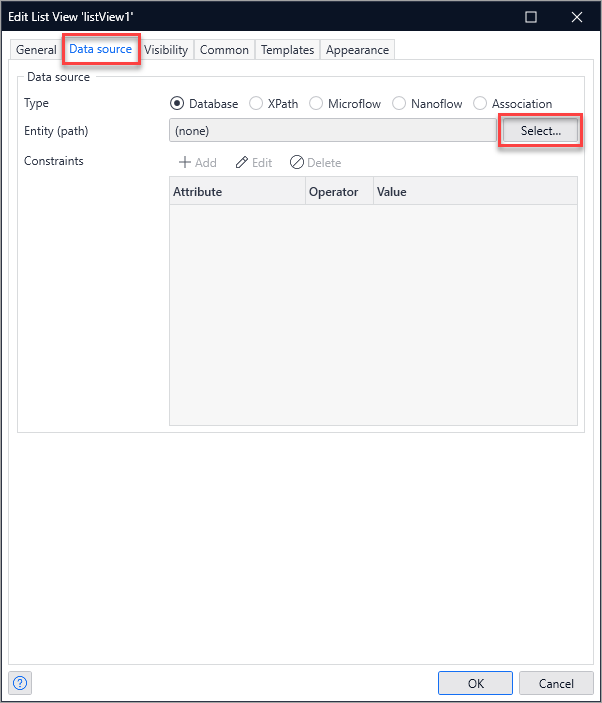 Edit List View 'listView1'
General Data source Visibility Common Templates Appearance
Data source
Type Database XPath Microflow Nanoflow Association
Entity (path) (none) Select...
Constraints Add Edit Delete
Attribute Operator Value
? OK Cancel